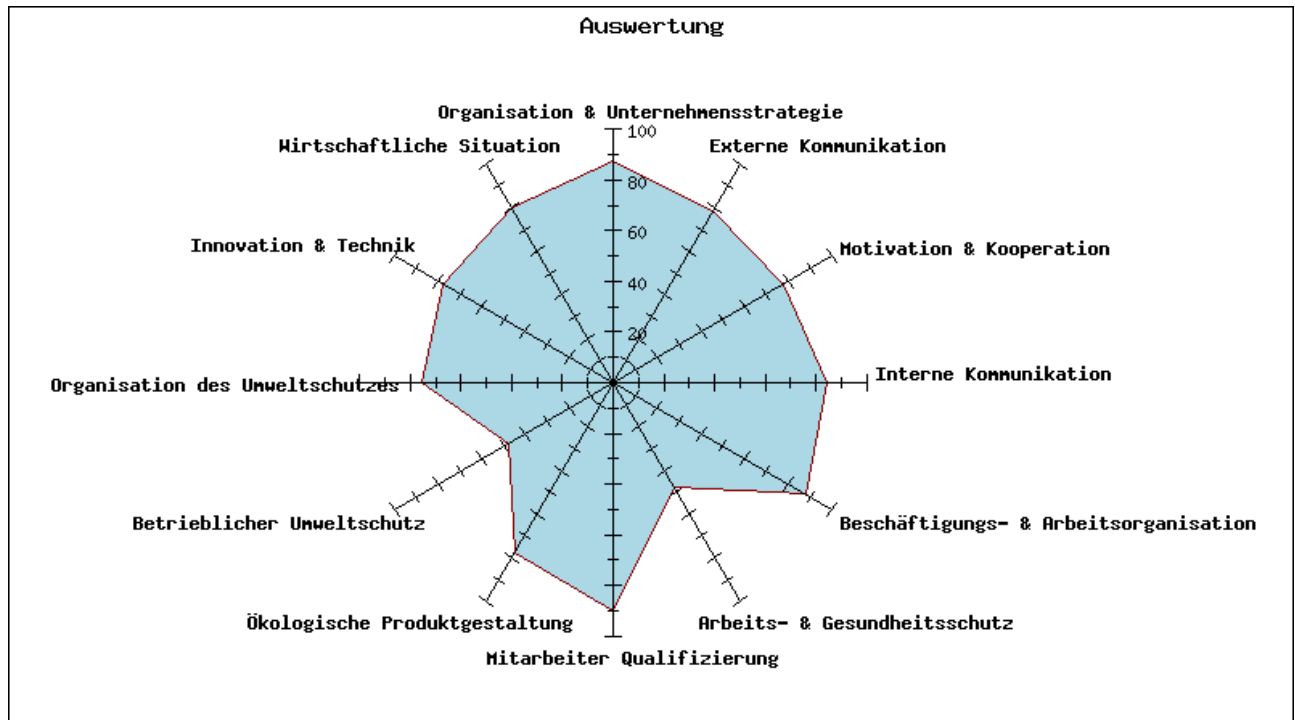 Auswertung
Organisation & Unternehmensstrategie
100
Wirtschaftliche Situation
Externe Kommunikation
80
60
Innovation & Technik
Motivation & Kooperation
40
20
Organisation des Umweltschutzes
Interne Kommunikation
Betrieblicher Umweltschutz
Beschäftigungs- & Arbeitsorganisation
Ökologische Produktgestaltung
Arbeits- & Gesundheitsschutz
Mitarbeiter Qualifizierung